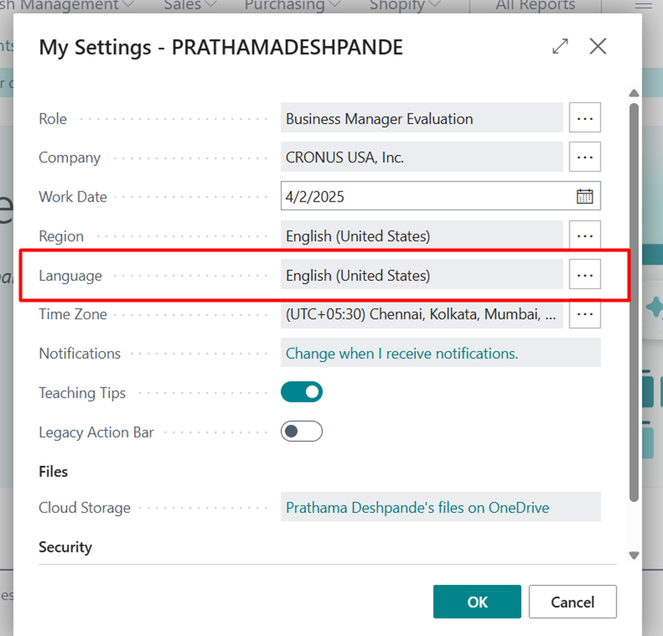 Management Sales Purchasing Shopify All Reports
My Settings - PRATHAMADESHPANDE
Role Business Manager Evaluation ...
Company CRONUS USA, Inc. ...
Work Date 4/2/2025
Region English (United States) ...
Language English (United States) ...
Time Zone (UTC+05:30) Chennai, Kolkata, Mumbai, ... ...
Notifications Change when I receive notifications.
Teaching Tips
Legacy Action Bar
Files
Cloud Storage Prathama Deshpande's files on OneDrive
Security
OK Cancel